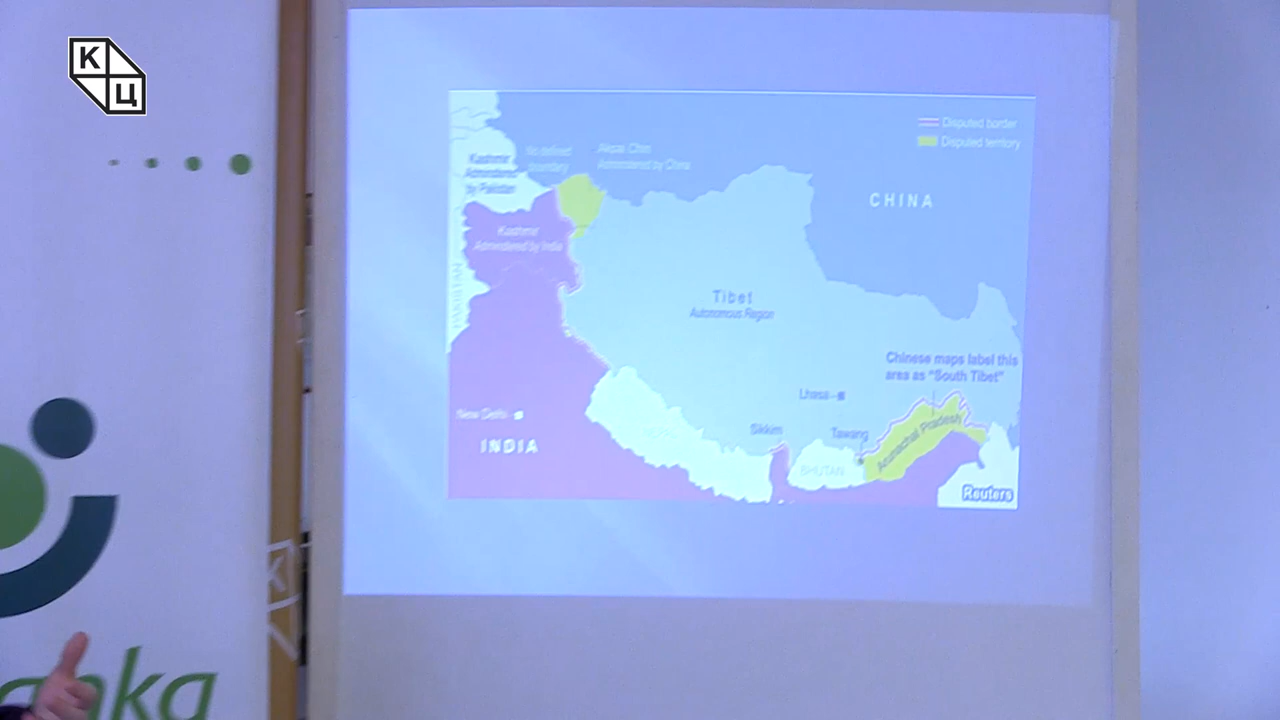 К
Ц
Disputed border
Disputed territory
Kashmir
Administered
by Pakistan
No defined
boundary
Aksai Chin
Administered by China
CHINA
Kashmir
Administered by India
PAKISTAN
Tibet
Autonomous Region
Chinese maps label this
area as "South Tibet"
Lhasa
New Delhi
INDIA
Sikkim
Tawang
BHUTAN
Arunachal Pradesh
Reuters